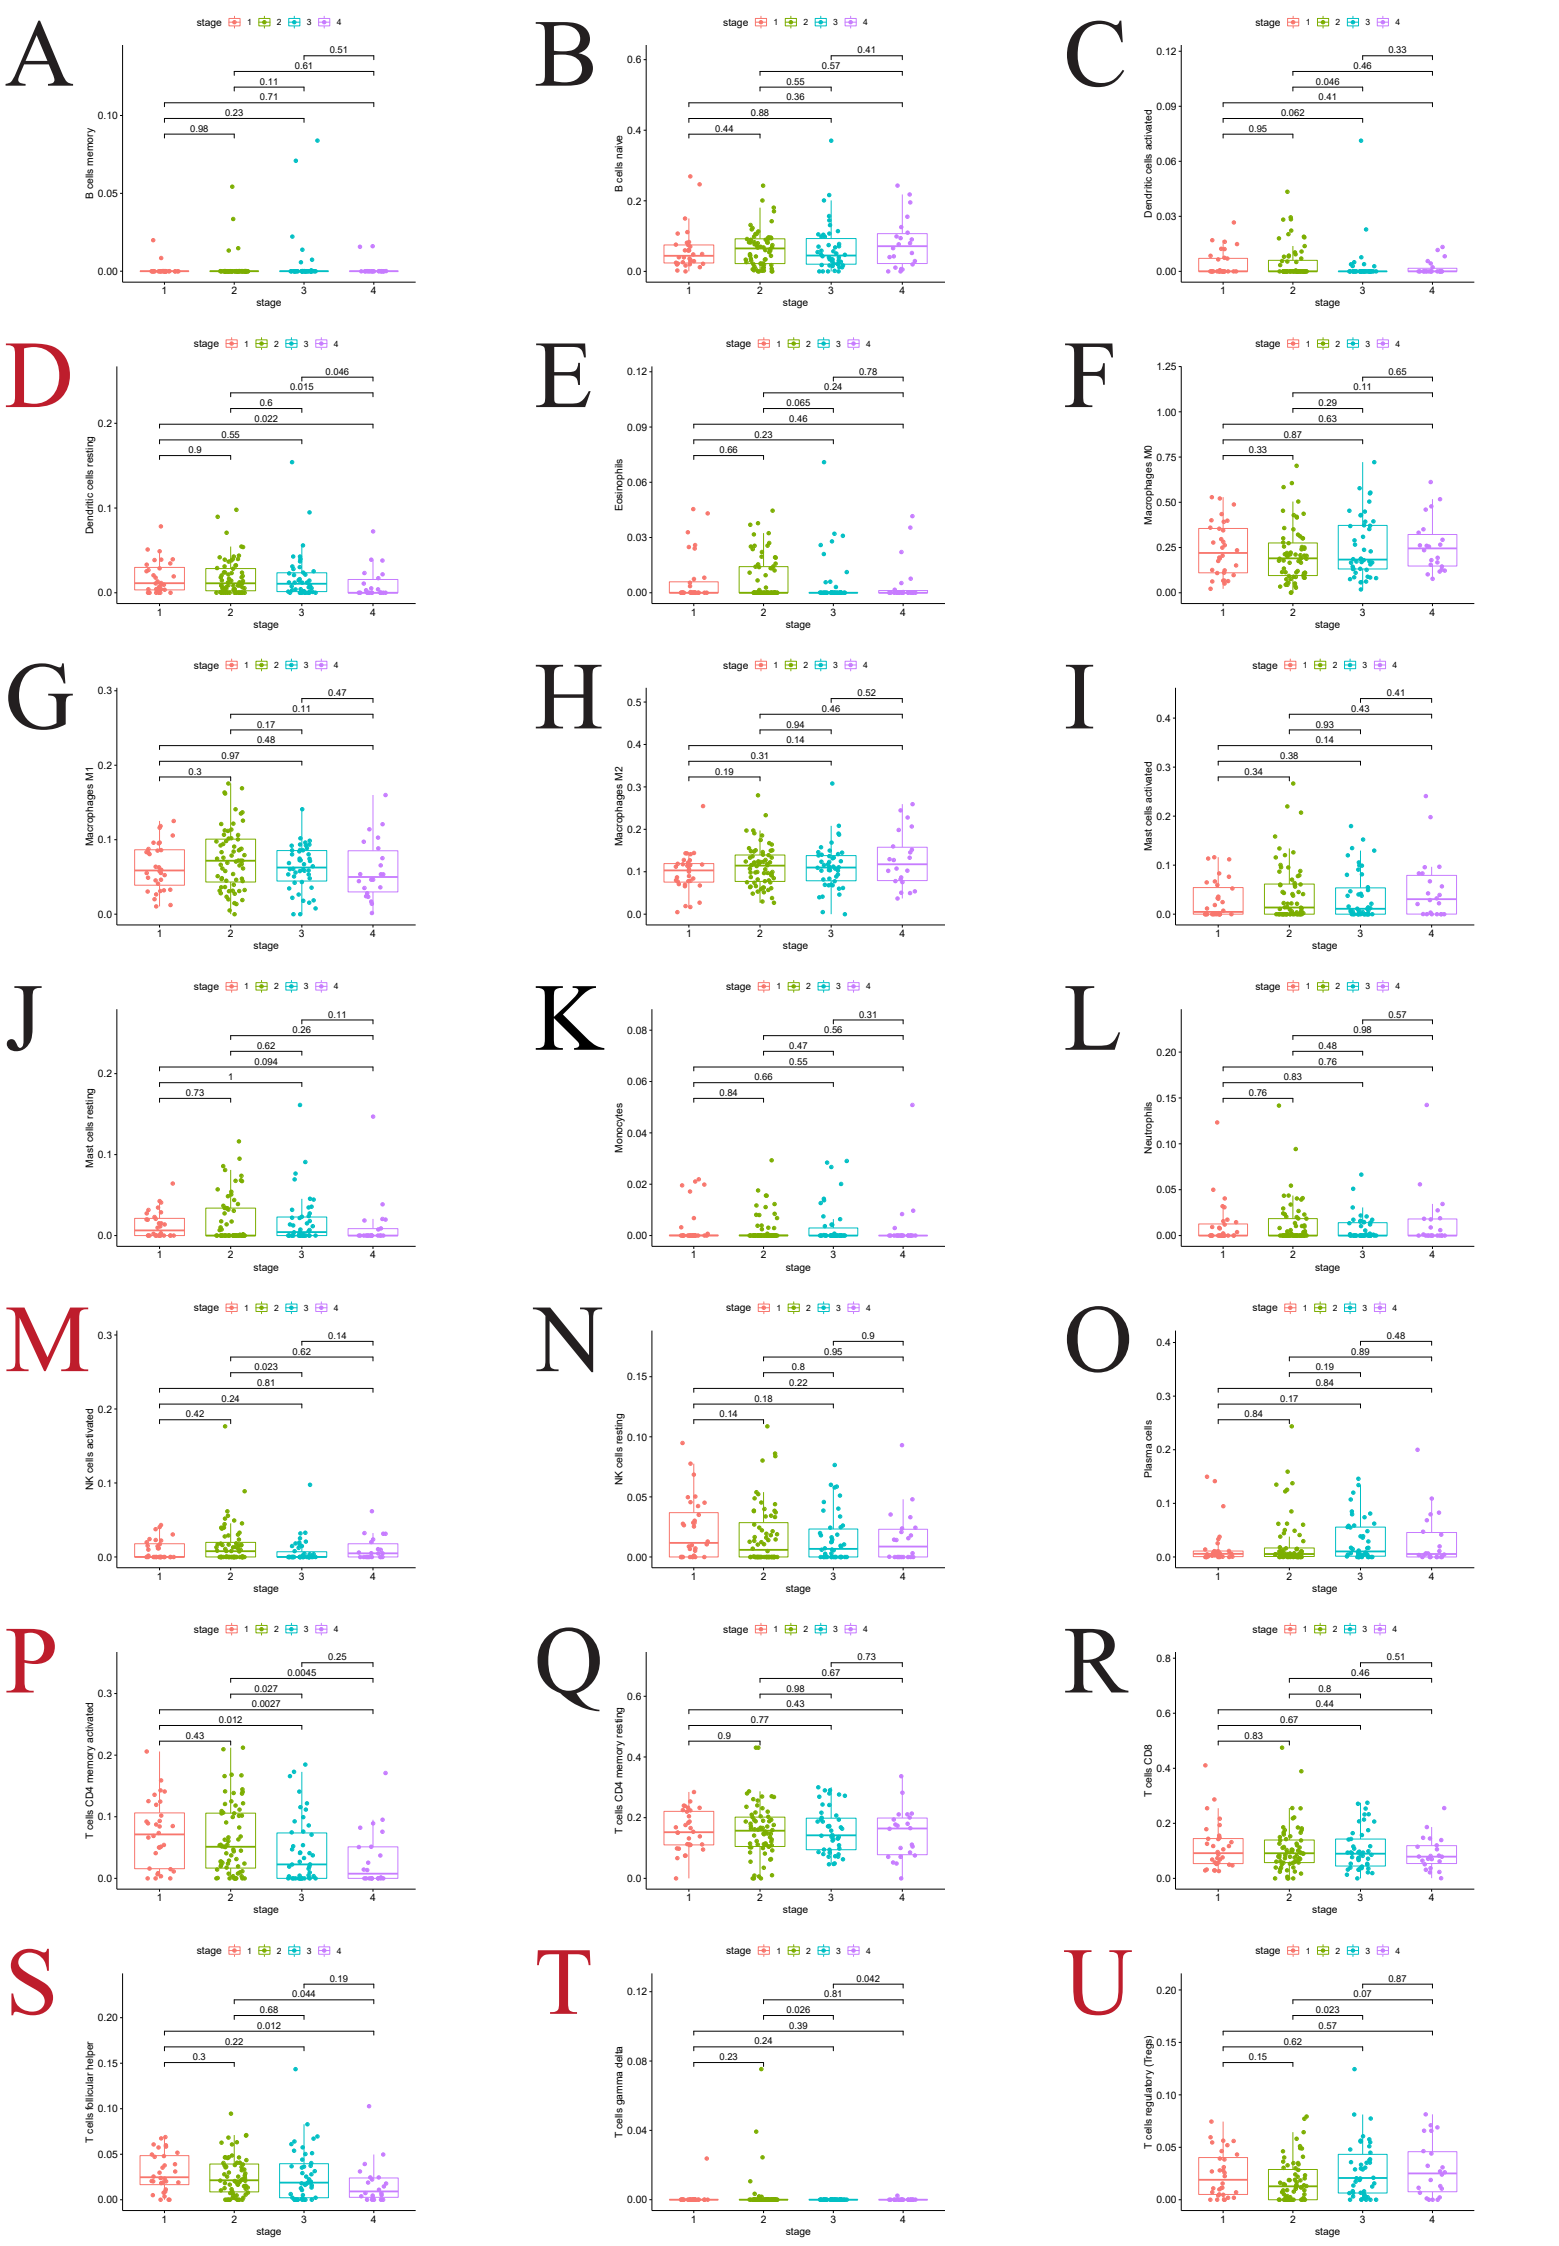 A
stage 1 2 3 4
0.51
0.61
0.11
0.71
0.23
0.98
B cells memory
0.10
0.05
0.00
1 2 3 4
stage
B
stage 1 2 3 4
0.41
0.57
0.55
0.36
0.88
0.44
B cells naive
0.6
0.4
0.2
0.0
1 2 3 4
stage
C
stage 1 2 3 4
0.33
0.46
0.046
0.41
0.062
0.95
Dendritic cells activated
0.12
0.09
0.06
0.03
0.00
1 2 3 4
stage
D
stage 1 2 3 4
0.046
0.015
0.6
0.022
0.55
0.9
Dendritic cells resting
0.2
0.1
0.0
1 2 3 4
stage
E
stage 1 2 3 4
0.78
0.24
0.065
0.46
0.23
0.66
Eosinophils
0.12
0.09
0.06
0.03
0.00
1 2 3 4
stage
F
stage 1 2 3 4
0.65
0.11
0.29
0.63
0.87
0.33
Macrophages M0
1.25
1.00
0.75
0.50
0.25
0.00
1 2 3 4
stage
G
stage 1 2 3 4
0.47
0.11
0.17
0.48
0.97
0.3
Macrophages M1
0.3
0.2
0.1
0.0
1 2 3 4
stage
H
stage 1 2 3 4
0.52
0.46
0.94
0.14
0.31
0.19
Macrophages M2
0.5
0.4
0.3
0.2
0.1
0.0
1 2 3 4
stage
I
stage 1 2 3 4
0.41
0.43
0.93
0.14
0.38
0.34
Mast cells activated
0.4
0.3
0.2
0.1
0.0
1 2 3 4
stage
J
stage 1 2 3 4
0.11
0.26
0.62
0.094
1
0.73
Mast cells resting
0.2
0.1
0.0
1 2 3 4
stage
K
stage 1 2 3 4
0.31
0.56
0.47
0.55
0.66
0.84
Monocytes
0.08
0.06
0.04
0.02
0.00
1 2 3 4
stage
L
stage 1 2 3 4
0.57
0.98
0.48
0.76
0.83
0.76
Neutrophils
0.20
0.15
0.10
0.05
0.00
1 2 3 4
stage
M
stage 1 2 3 4
0.14
0.62
0.023
0.81
0.24
0.42
NK cells activated
0.3
0.2
0.1
0.0
1 2 3 4
stage
N
stage 1 2 3 4
0.9
0.95
0.8
0.22
0.18
0.14
NK cells resting
0.15
0.10
0.05
0.00
1 2 3 4
stage
O
stage 1 2 3 4
0.48
0.89
0.19
0.84
0.17
0.84
Plasma cells
0.4
0.3
0.2
0.1
0.0
1 2 3 4
stage
P
stage 1 2 3 4
0.25
0.0045
0.027
0.0027
0.012
0.43
T cells CD4 memory activated
0.3
0.2
0.1
0.0
1 2 3 4
stage
Q
stage 1 2 3 4
0.73
0.67
0.98
0.43
0.77
0.9
T cells CD4 memory resting
0.6
0.4
0.2
0.0
1 2 3 4
stage
R
stage 1 2 3 4
0.51
0.46
0.8
0.44
0.67
0.83
T cells CD8
0.8
0.6
0.4
0.2
0.0
1 2 3 4
stage
S
stage 1 2 3 4
0.19
0.044
0.68
0.012
0.22
0.3
T cells follicular helper
0.20
0.15
0.10
0.05
0.00
1 2 3 4
stage
T
stage 1 2 3 4
0.042
0.81
0.026
0.39
0.24
0.23
T cells gamma delta
0.12
0.08
0.04
0.00
1 2 3 4
stage
U
stage 1 2 3 4
0.87
0.07
0.023
0.57
0.62
0.15
T cells regulatory (Tregs)
0.20
0.15
0.10
0.05
0.00
1 2 3 4
stage